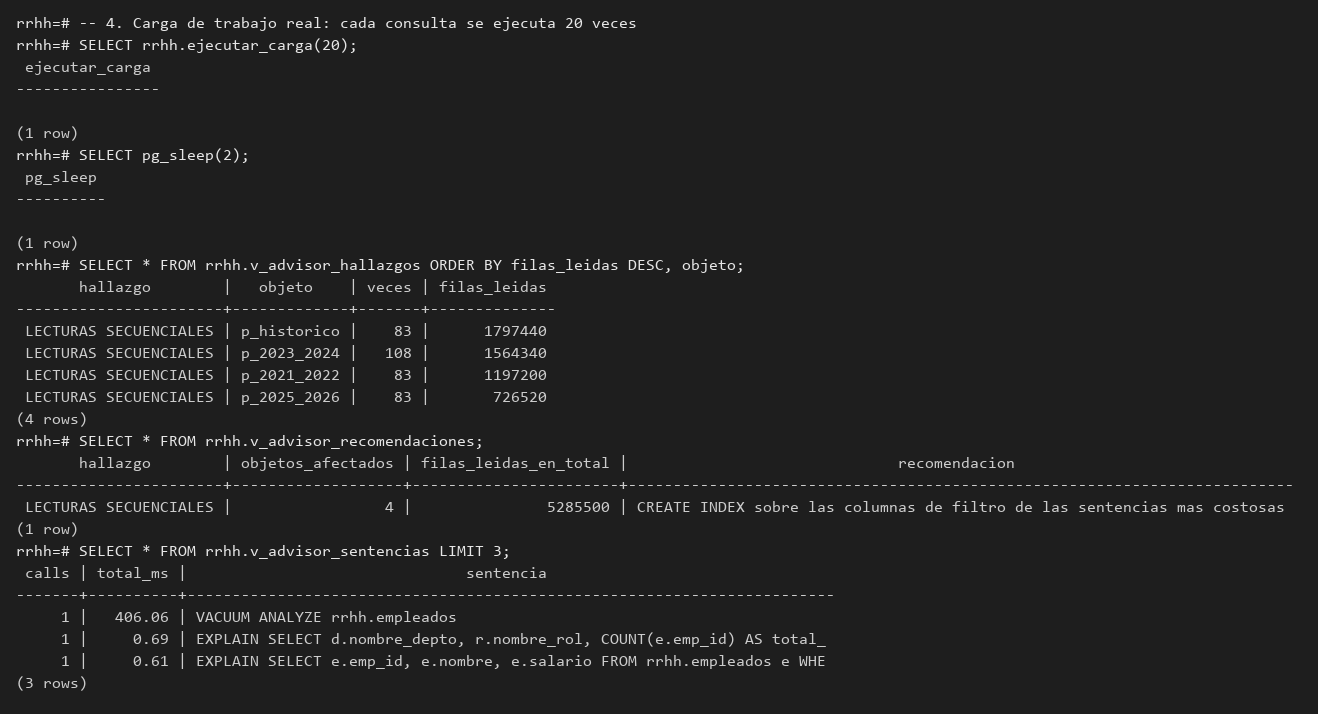 rrhh=# -- 4. Carga de trabajo real: cada consulta se ejecuta 20 veces
rrhh=# SELECT rrhh.ejecutar_carga(20);
 ejecutar_carga
----------------

(1 row)
rrhh=# SELECT pg_sleep(2);
 pg_sleep
----------

(1 row)
rrhh=# SELECT * FROM rrhh.v_advisor_hallazgos ORDER BY filas_leidas DESC, objeto;
       hallazgo        |   objeto    | veces | filas_leidas
-----------------------+-------------+-------+--------------
 LECTURAS SECUENCIALES | p_historico |    83 |      1797440
 LECTURAS SECUENCIALES | p_2023_2024 |   108 |      1564340
 LECTURAS SECUENCIALES | p_2021_2022 |    83 |      1197200
 LECTURAS SECUENCIALES | p_2025_2026 |    83 |       726520
(4 rows)
rrhh=# SELECT * FROM rrhh.v_advisor_recomendaciones;
       hallazgo        | objetos_afectados | filas_leidas_en_total |                              recomendacion
-----------------------+-------------------+-----------------------+--------------------------------------------------------------------------
 LECTURAS SECUENCIALES |                 4 |               5285500 | CREATE INDEX sobre las columnas de filtro de las sentencias mas costosas
(1 row)
rrhh=# SELECT * FROM rrhh.v_advisor_sentencias LIMIT 3;
 calls | total_ms |                               sentencia
-------+----------+------------------------------------------------------------------------
     1 |   406.06 | VACUUM ANALYZE rrhh.empleados
     1 |     0.69 | EXPLAIN SELECT d.nombre_depto, r.nombre_rol, COUNT(e.emp_id) AS total_
     1 |     0.61 | EXPLAIN SELECT e.emp_id, e.nombre, e.salario FROM rrhh.empleados e WHE
(3 rows)